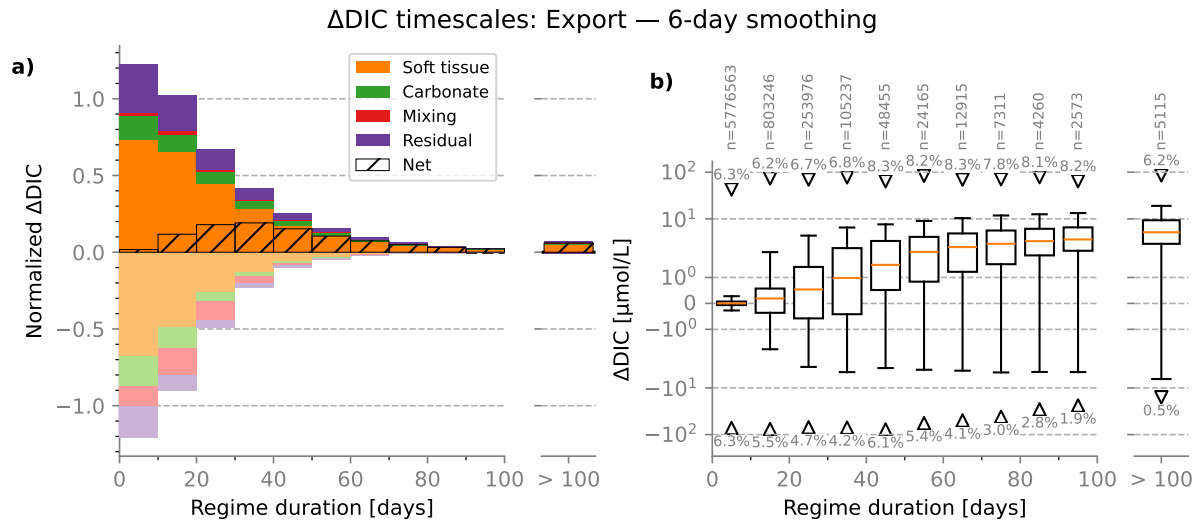 ΔDIC timescales: Export — 6-day smoothing
a)
Normalized ΔDIC
1.0
0.5
0.0
−0.5
−1.0
Soft tissue
Carbonate
Mixing
Residual
Net
0 20 40 60 80 100 > 100
Regime duration [days]
b)
n=5776563
n=803246
n=253976
n=105237
n=48455
n=24165
n=12915
n=7311
n=4260
n=2573
n=5115
6.3% 6.2% 6.7% 6.8% 8.3% 8.2% 8.3% 7.8% 8.1% 8.2% 6.2%
ΔDIC [μmol/L]
10²
10¹
10⁰
0
−10⁰
−10¹
−10²
6.3% 5.5% 4.7% 4.2% 6.1% 5.4% 4.1% 3.0% 2.8% 1.9% 0.5%
0 20 40 60 80 100 > 100
Regime duration [days]